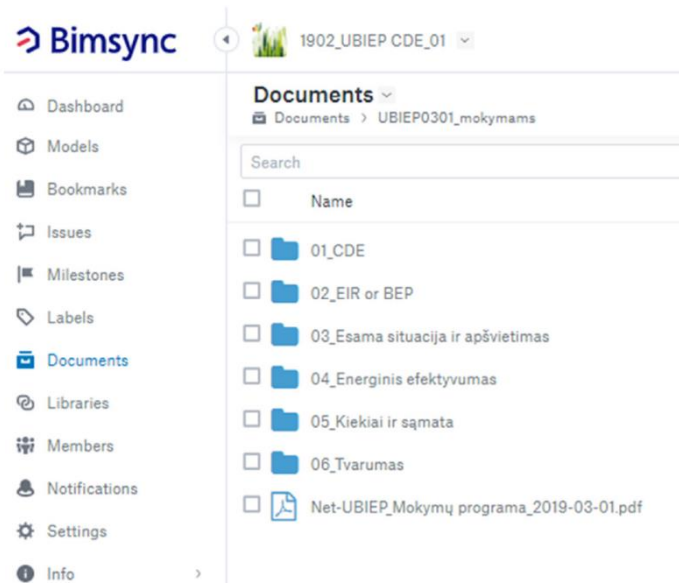 Bimsync
1902_UBIEP CDE_01
Dashboard
Models
Bookmarks
Issues
Milestones
Labels
Documents
Libraries
Members
Notifications
Settings
Info
Documents
Documents > UBIEP0301_mokymams
Search
Name
01_CDE
02_EIR or BEP
03_Esama situacija ir apšvietimas
04_Energinis efektyvumas
05_Kiekiai ir sąmata
06_Tvarumas
Net-UBIEP_Mokymų programa_2019-03-01.pdf